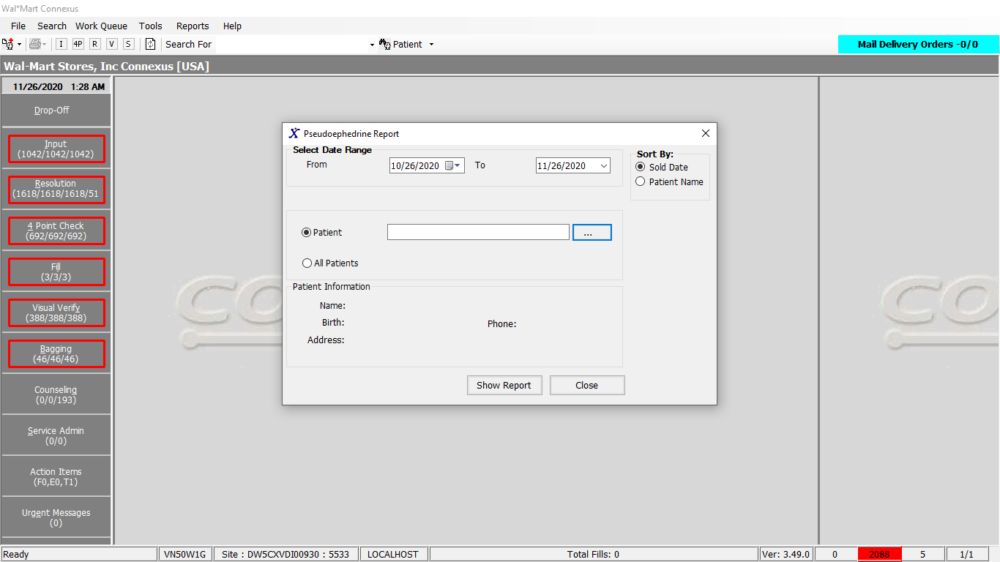 Wal*Mart Connexus
File Search Work Queue Tools Reports Help
I 4P R V S Search For Patient Mail Delivery Orders -0/0
Wal-Mart Stores, Inc Connexus [USA]
11/26/2020 1:28 AM
Drop-Off
Input
(1042/1042/1042)
Resolution
(1618/1618/1618/51
4 Point Check
(692/692/692)
Fill
(3/3/3)
Visual Verify
(388/388/388)
Bagging
(46/46/46)
Counseling
(0/0/193)
Service Admin
(0/0)
Action Items
(F0,E0,T1)
Urgent Messages
(0)
Pseudoephedrine Report
Select Date Range
From 10/26/2020 To 11/26/2020
Sort By:
Sold Date
Patient Name
Patient ...
All Patients
Patient Information
Name:
Birth: Phone:
Address:
Show Report Close
CO
CO
Ready VN50W1G Site : DW5CXVDI00930 : 5533 LOCALHOST Total Fills: 0 Ver: 3.49.0 0 2088 5 1/1